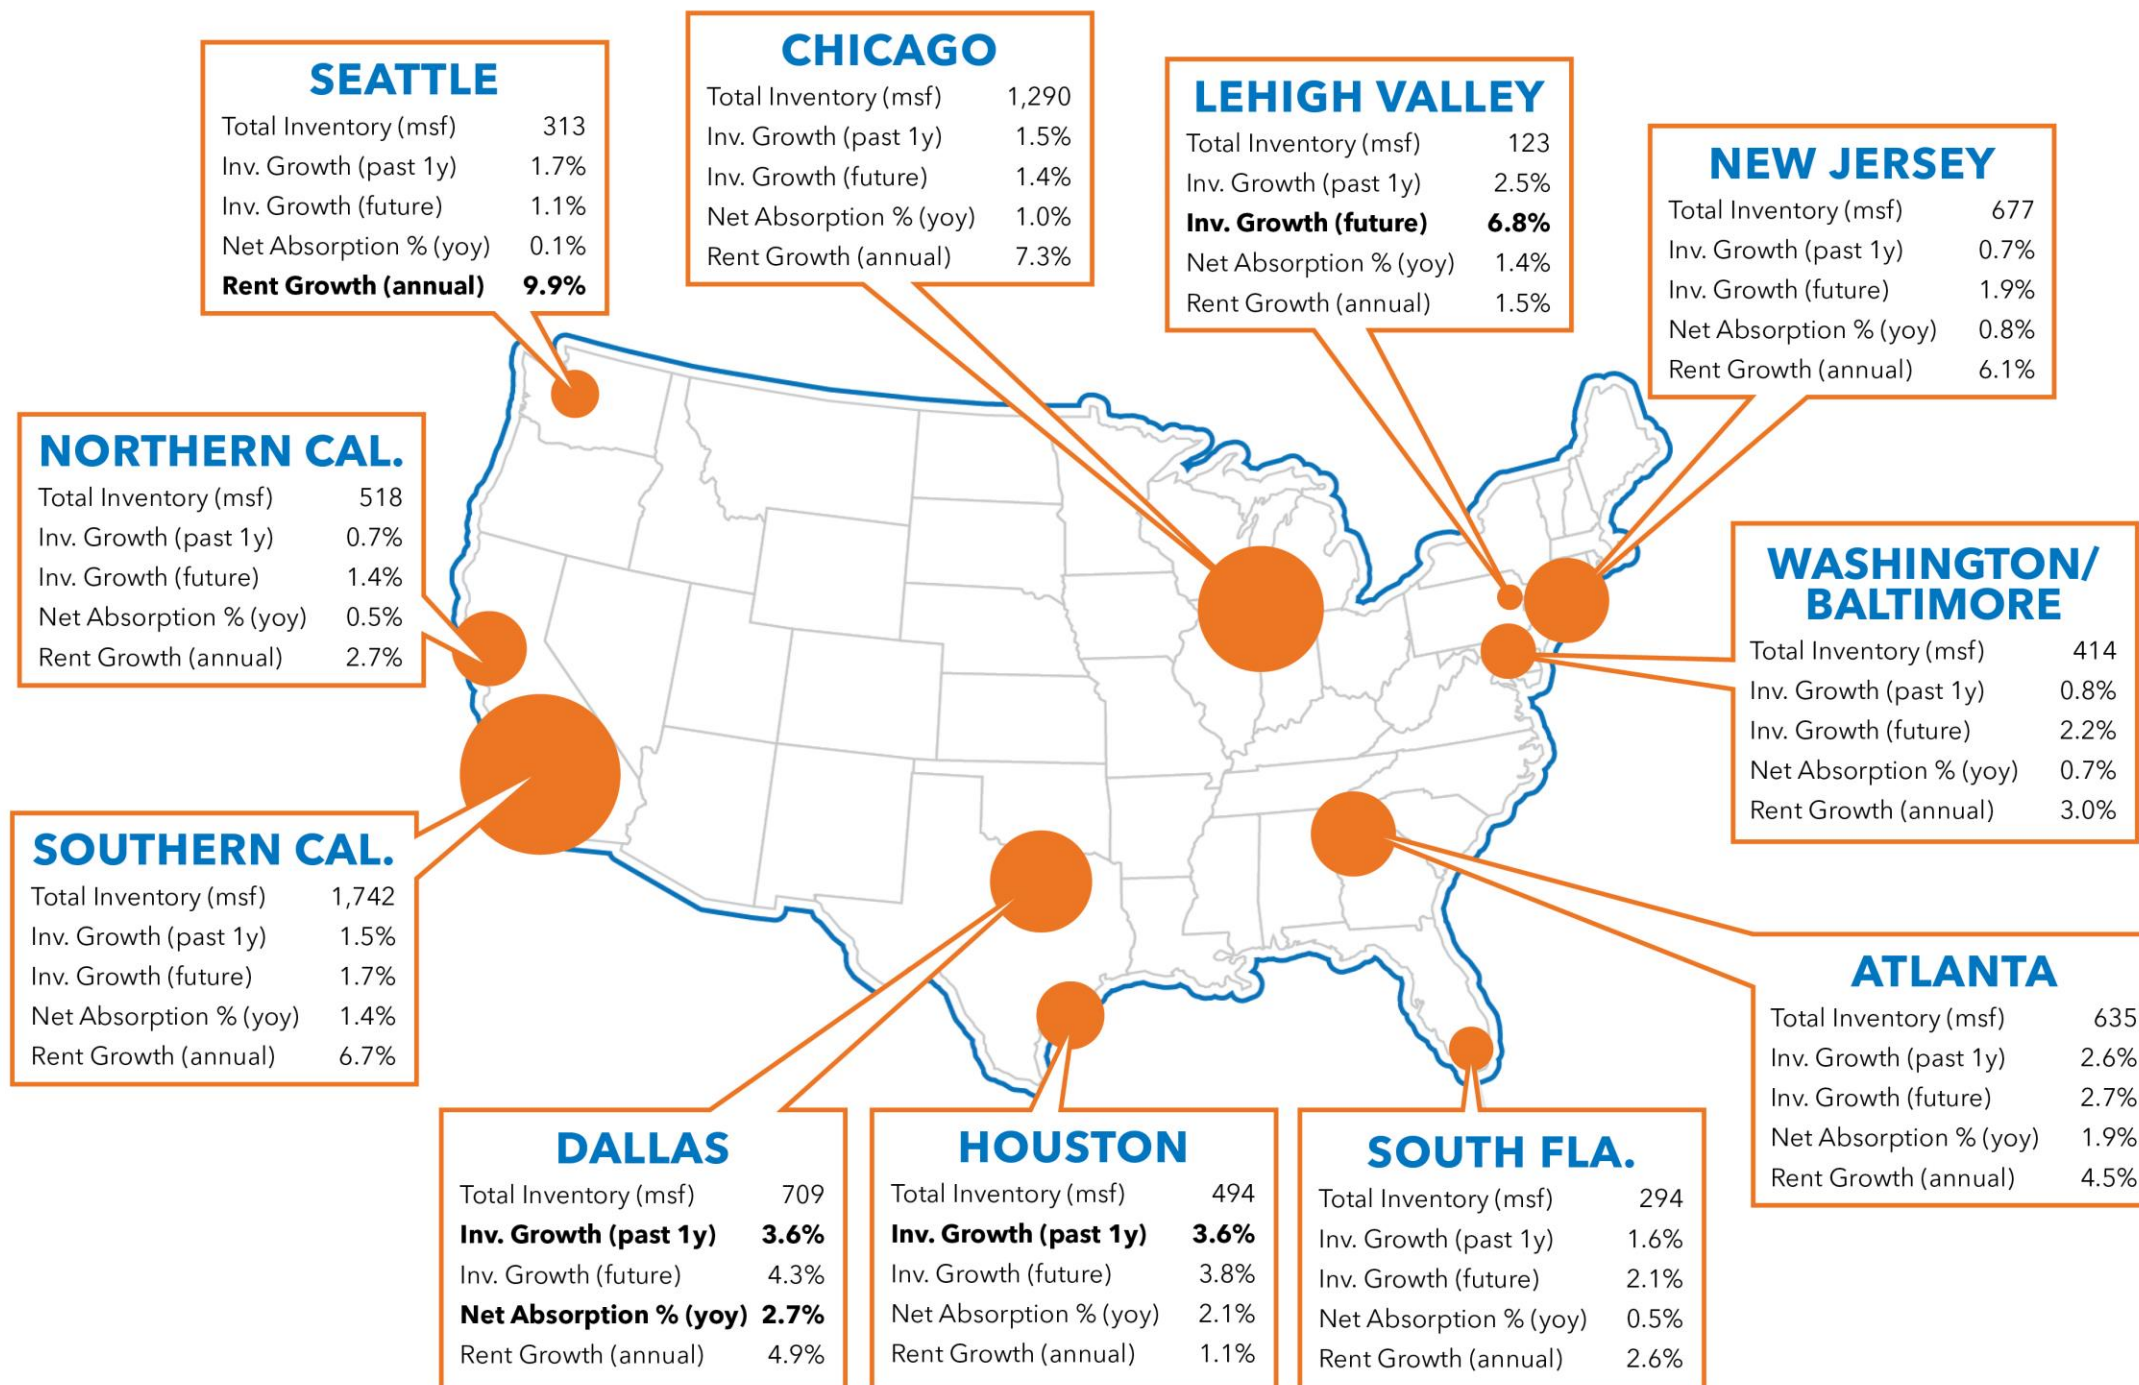 SEATTLE
Total Inventory (msf) 313
Inv. Growth (past 1y) 1.7%
Inv. Growth (future) 1.1%
Net Absorption % (yoy) 0.1%
Rent Growth (annual) 9.9%
CHICAGO
Total Inventory (msf) 1,290
Inv. Growth (past 1y) 1.5%
Inv. Growth (future) 1.4%
Net Absorption % (yoy) 1.0%
Rent Growth (annual) 7.3%
LEHIGH VALLEY
Total Inventory (msf) 123
Inv. Growth (past 1y) 2.5%
Inv. Growth (future) 6.8%
Net Absorption % (yoy) 1.4%
Rent Growth (annual) 1.5%
NEW JERSEY
Total Inventory (msf) 677
Inv. Growth (past 1y) 0.7%
Inv. Growth (future) 1.9%
Net Absorption % (yoy) 0.8%
Rent Growth (annual) 6.1%
NORTHERN CAL.
Total Inventory (msf) 518
Inv. Growth (past 1y) 0.7%
Inv. Growth (future) 1.4%
Net Absorption % (yoy) 0.5%
Rent Growth (annual) 2.7%
WASHINGTON/
BALTIMORE
Total Inventory (msf) 414
Inv. Growth (past 1y) 0.8%
Inv. Growth (future) 2.2%
Net Absorption % (yoy) 0.7%
Rent Growth (annual) 3.0%
SOUTHERN CAL.
Total Inventory (msf) 1,742
Inv. Growth (past 1y) 1.5%
Inv. Growth (future) 1.7%
Net Absorption % (yoy) 1.4%
Rent Growth (annual) 6.7%
ATLANTA
Total Inventory (msf) 635
Inv. Growth (past 1y) 2.6%
Inv. Growth (future) 2.7%
Net Absorption % (yoy) 1.9%
Rent Growth (annual) 4.5%
DALLAS
Total Inventory (msf) 709
Inv. Growth (past 1y) 3.6%
Inv. Growth (future) 4.3%
Net Absorption % (yoy) 2.7%
Rent Growth (annual) 4.9%
HOUSTON
Total Inventory (msf) 494
Inv. Growth (past 1y) 3.6%
Inv. Growth (future) 3.8%
Net Absorption % (yoy) 2.1%
Rent Growth (annual) 1.1%
SOUTH FLA.
Total Inventory (msf) 294
Inv. Growth (past 1y) 1.6%
Inv. Growth (future) 2.1%
Net Absorption % (yoy) 0.5%
Rent Growth (annual) 2.6%